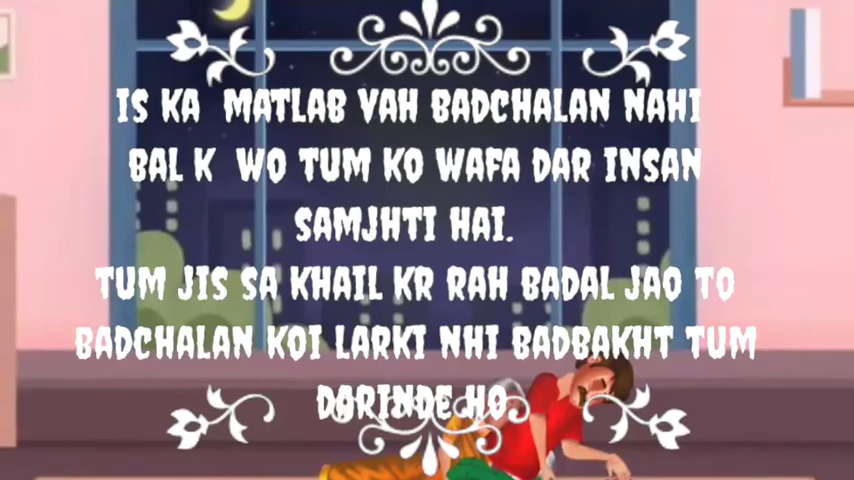 IS KA MATLAB VAH BADCHALAN NAHI
BAL K WO TUM KO WAFA DAR INSAN
SAMJHTI HAI.
TUM JIS SA KHAIL KR RAH BADAL JAO TO
BADCHALAN KOI LARKI NHI BADBAKHT TUM
DARINDE HO.